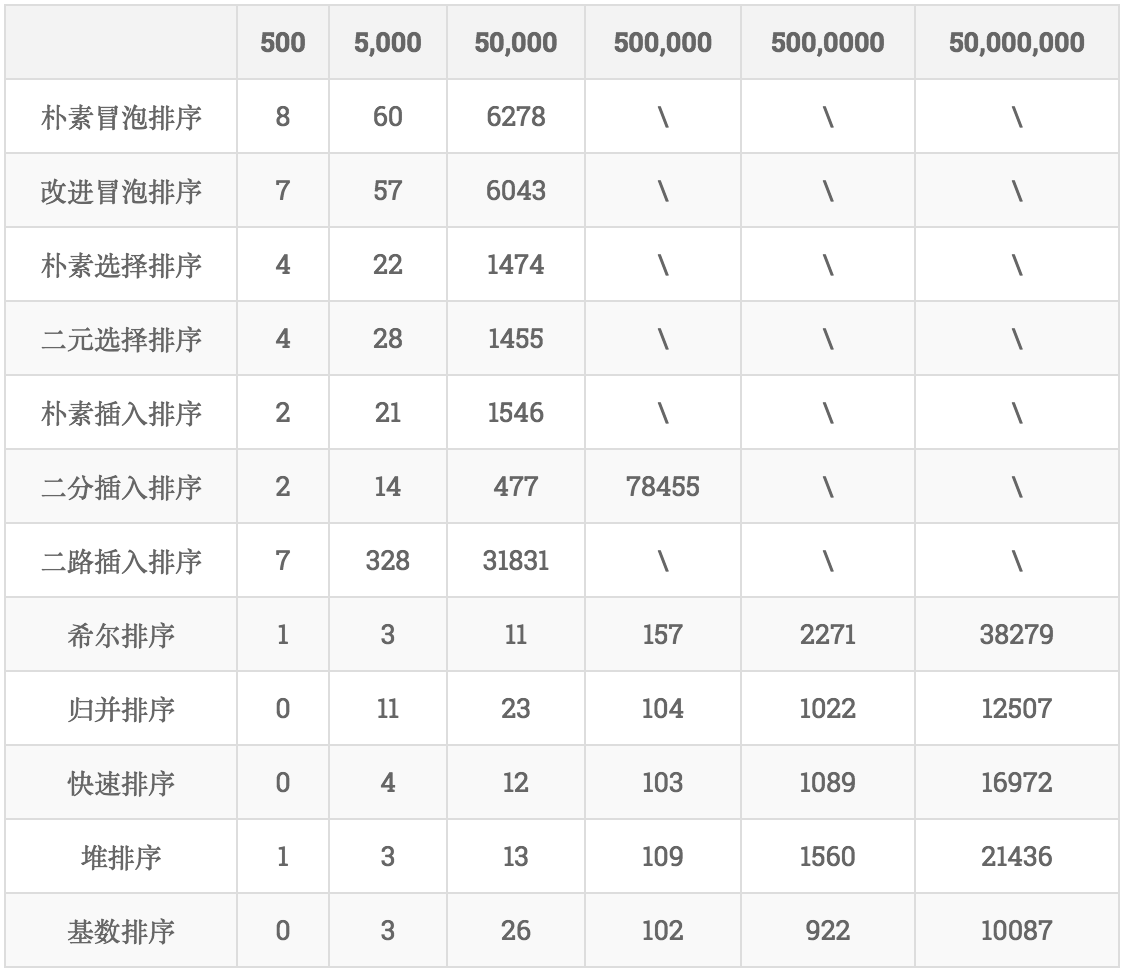 500 5,000 50,000 500,000 500,0000 50,000,000
朴素冒泡排序 8 60 6278 \ \ \
改进冒泡排序 7 57 6043 \ \ \
朴素选择排序 4 22 1474 \ \ \
二元选择排序 4 28 1455 \ \ \
朴素插入排序 2 21 1546 \ \ \
二分插入排序 2 14 477 78455 \ \
二路插入排序 7 328 31831 \ \ \
希尔排序 1 3 11 157 2271 38279
归并排序 0 11 23 104 1022 12507
快速排序 0 4 12 103 1089 16972
堆排序 1 3 13 109 1560 21436
基数排序 0 3 26 102 922 10087